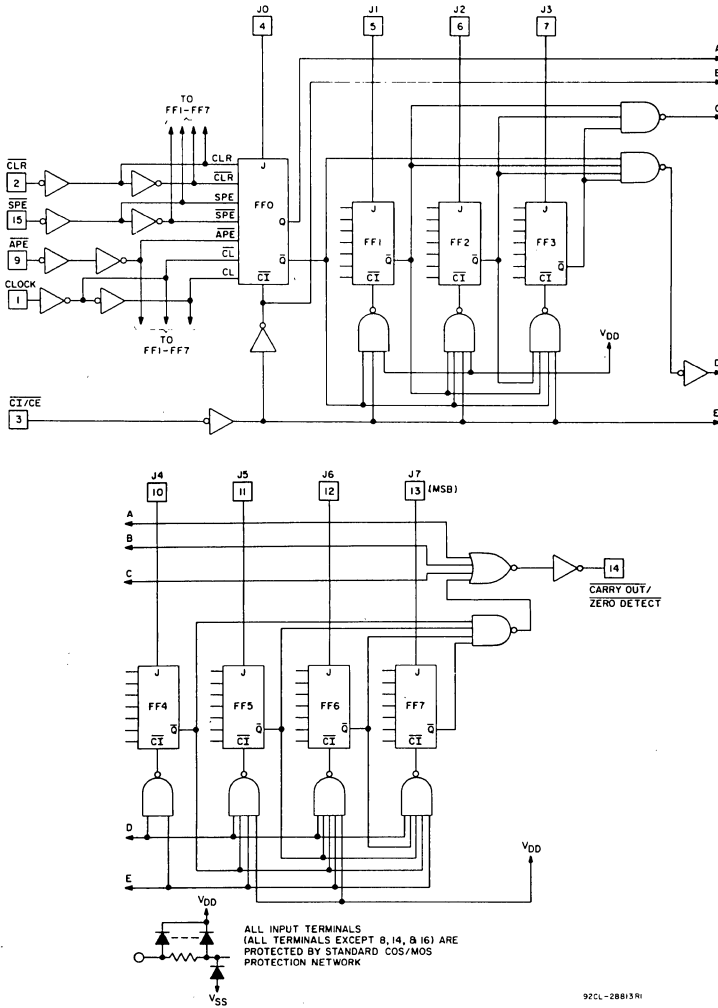 J0
4
J1
5
J2
6
J3
7
A
B
C
TO
FF1-FF7
CLR
2
CLR
CLR
SPE
15
SPE
SPE
APE
9
APE
CLOCK
1
CL
CL
J
FF0
Q
Q
CI
J
FF1
Q
CI
J
FF2
Q
CI
J
FF3
Q
CI
TO
FF1-FF7
VDD
D
CI/CE
3
E
J4
10
J5
11
J6
12
J7
13 (MSB)
A
B
C
14
CARRY OUT/
ZERO DETECT
J
FF4
Q
CI
J
FF5
Q
CI
J
FF6
Q
CI
J
FF7
Q
CI
D
VDD
E
VDD
VSS
ALL INPUT TERMINALS
(ALL TERMINALS EXCEPT 8, 14, & 16) ARE
PROTECTED BY STANDARD COS/MOS
PROTECTION NETWORK
92CL-28813R1